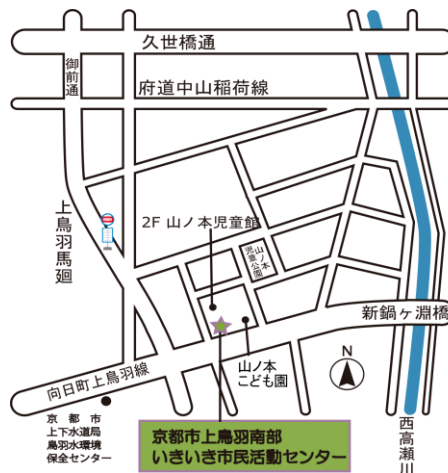 久世橋通
御前通
府道中山稲荷線
上鳥羽馬廻
2F 山ノ本児童館
山ノ本
児童公園
新鍋ヶ淵橋
山ノ本
こども園
向日町上鳥羽線
N
京都市
上下水道局
鳥羽水環境
保全センター
京都市上鳥羽南部
いきいき市民活動センター
西高瀬川